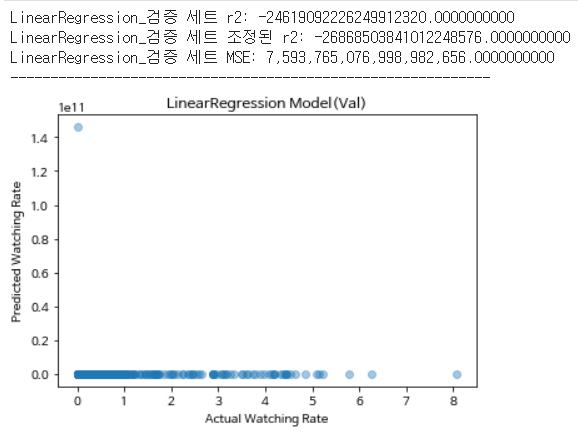 LinearRegression_검증 세트 r2: -24619092226249912320.0000000000
LinearRegression_검증 세트 조정된 r2: -26868503841012248576.0000000000
LinearRegression_검증 세트 MSE: 7,593,765,076,998,982,656.0000000000
------------------------------------------------------------
LinearRegression Model(Val)
1e11
1.4
1.2
1.0
0.8
0.6
0.4
0.2
0.0
Predicted Watching Rate
0 1 2 3 4 5 6 7 8
Actual Watching Rate